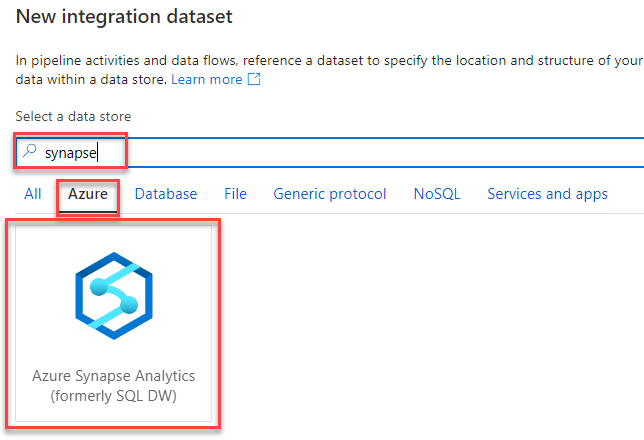 New integration dataset
In pipeline activities and data flows, reference a dataset to specify the location and structure of your
data within a data store. Learn more
Select a data store
synapse
All Azure Database File Generic protocol NoSQL Services and apps
Azure Synapse Analytics
(formerly SQL DW)